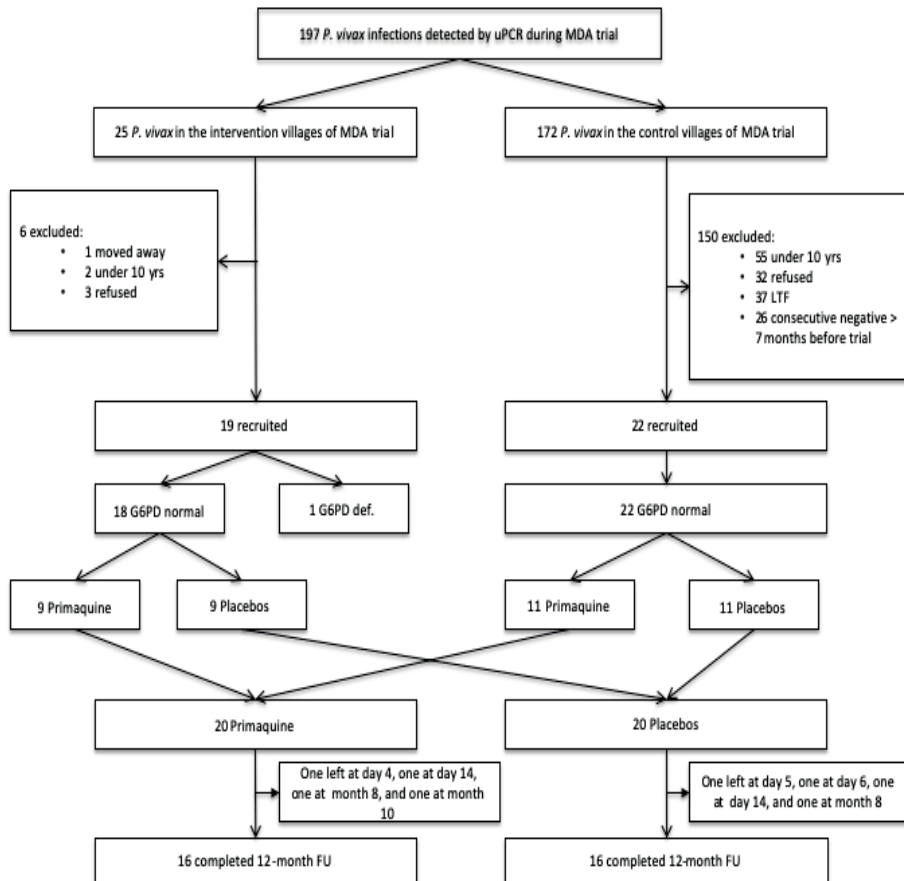 197 P. vivax infections detected by uPCR during MDA trial
25 P. vivax in the intervention villages of MDA trial
172 P. vivax in the control villages of MDA trial
6 excluded:
• 1 moved away
• 2 under 10 yrs
• 3 refused
150 excluded:
• 55 under 10 yrs
• 32 refused
• 37 LTF
• 26 consecutive negative >
7 months before trial
19 recruited
22 recruited
18 G6PD normal
1 G6PD def.
22 G6PD normal
9 Primaquine
9 Placebos
11 Primaquine
11 Placebos
20 Primaquine
20 Placebos
One left at day 4, one at day 14,
one at month 8, and one at month
10
One left at day 5, one at day 6, one
at day 14, and one at month 8
16 completed 12-month FU
16 completed 12-month FU